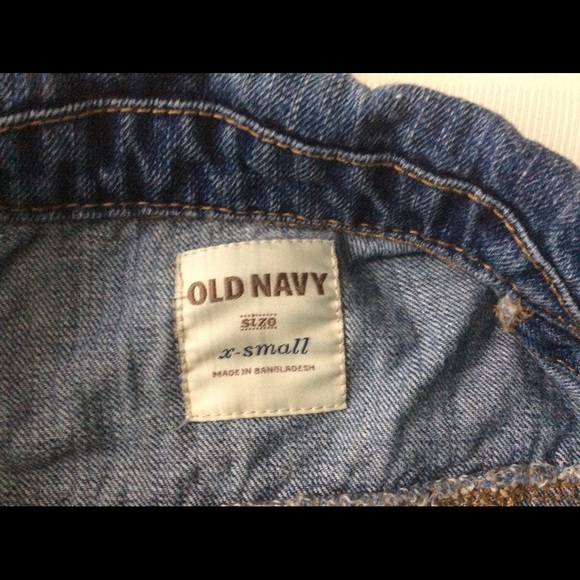 OLD NAVY
size
x-small
MADE IN BANGLADESH